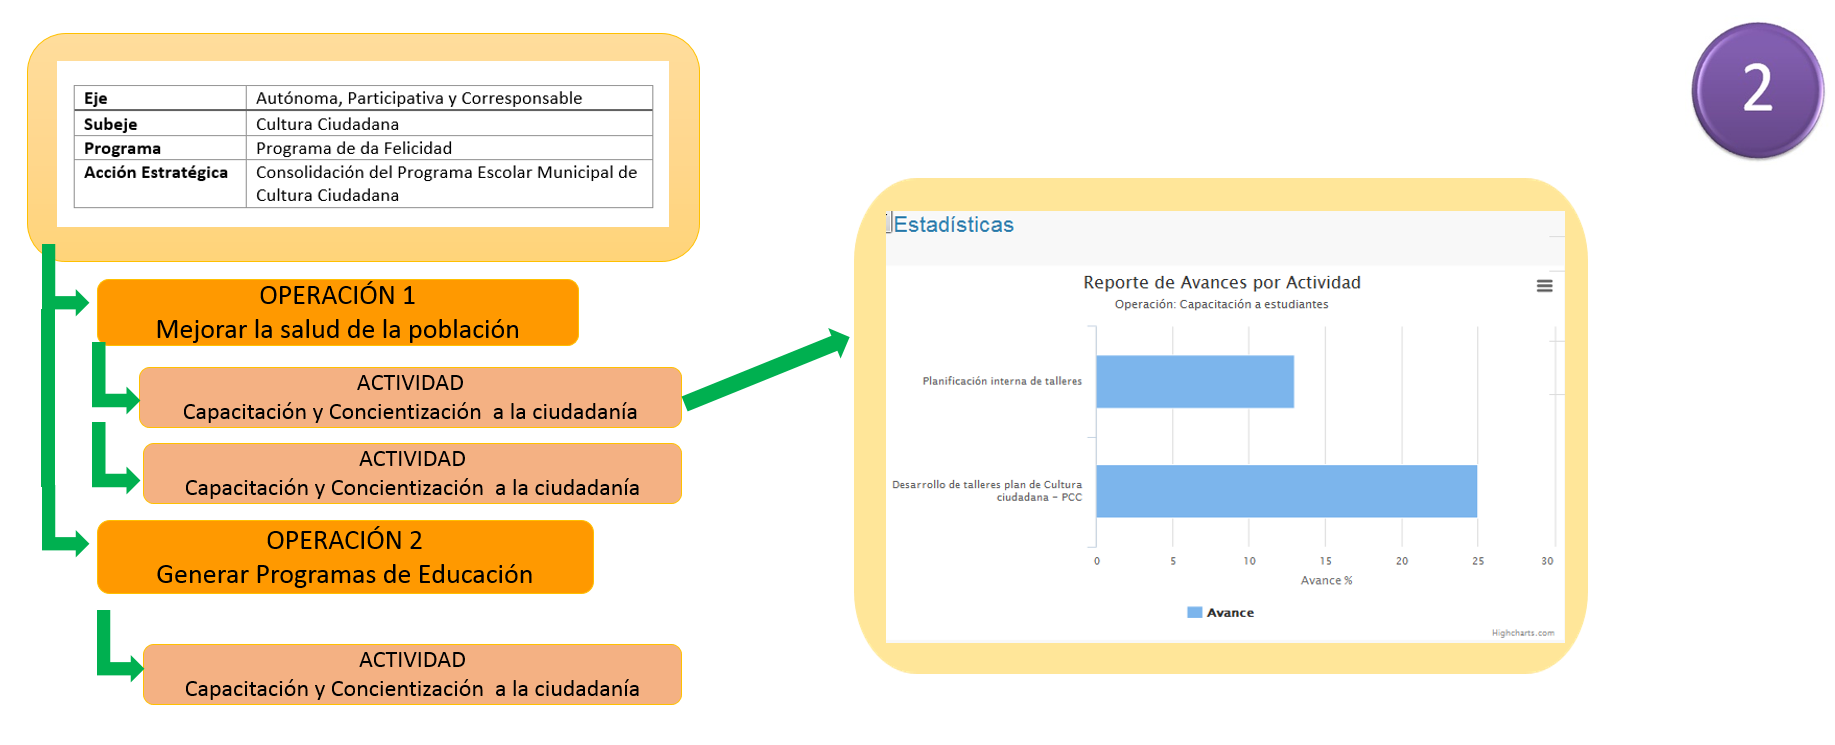 2
Eje Autónoma, Participativa y Corresponsable
Subeje Cultura Ciudadana
Programa Programa de da Felicidad
Acción Estratégica Consolidación del Programa Escolar Municipal de
Cultura Ciudadana
OPERACIÓN 1
Mejorar la salud de la población
ACTIVIDAD
Capacitación y Concientización a la ciudadanía
ACTIVIDAD
Capacitación y Concientización a la ciudadanía
OPERACIÓN 2
Generar Programas de Educación
ACTIVIDAD
Capacitación y Concientización a la ciudadanía
Estadísticas
Reporte de Avances por Actividad
Operación: Capacitación a estudiantes
Planificación interna de talleres
Desarrollo de talleres plan de Cultura
ciudadana - PCC
0 5 10 15 20 25 30
Avance %
Avance
Highcharts.com